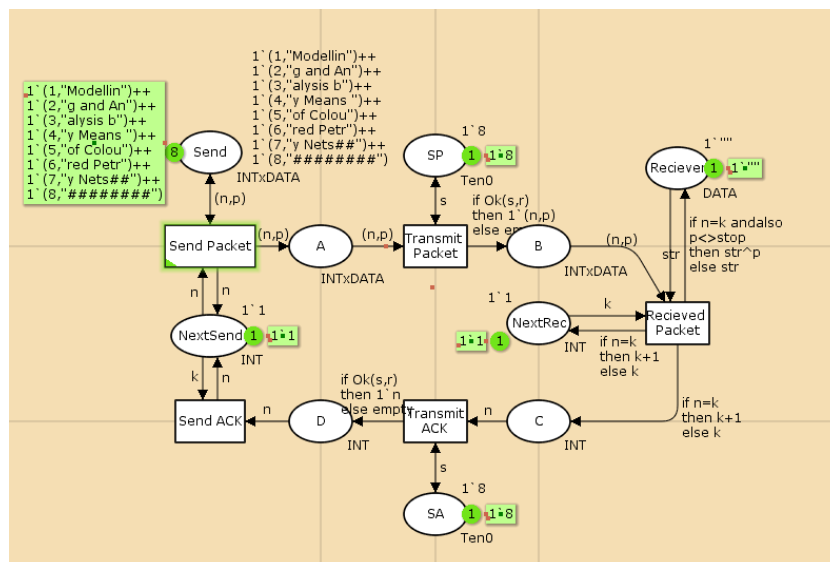 1`(1,"Modellin")++
1`(2,"g and An")++
1`(3,"alysis b")++
1`(4,"y Means ")++
1`(5,"of Colou")++
1`(6,"red Petr")++
1`(7,"y Nets##")++
1`(8,"########")
1`(1,"Modellin")++
1`(2,"g and An")++
1`(3,"alysis b")++
1`(4,"y Means ")++
1`(5,"of Colou")++
1`(6,"red Petr")++
1`(7,"y Nets##")++
1`(8,"########")
8
Send
INTxDATA
(n,p)
1`8
SP
1
1`8
Ten0
s
1`""
Reciever
1
1`""
DATA
if Ok(s,r)
then 1`(n,p)
else empty
if n=k andalso
p<>stop
then str^p
else str
str
Send Packet
(n,p)
A
INTxDATA
(n,p)
Transmit
Packet
B
INTxDATA
(n,p)
n
n
1`1
NextSend
1
1`1
INT
1`1
NextRec
1`1
1
INT
k
Recieved
Packet
if n=k
then k+1
else k
k
n
Send ACK
n
D
INT
if Ok(s,r)
then 1`n
else empty
Transmit
ACK
n
C
INT
if n=k
then k+1
else k
s
1`8
SA
1
1`8
Ten0